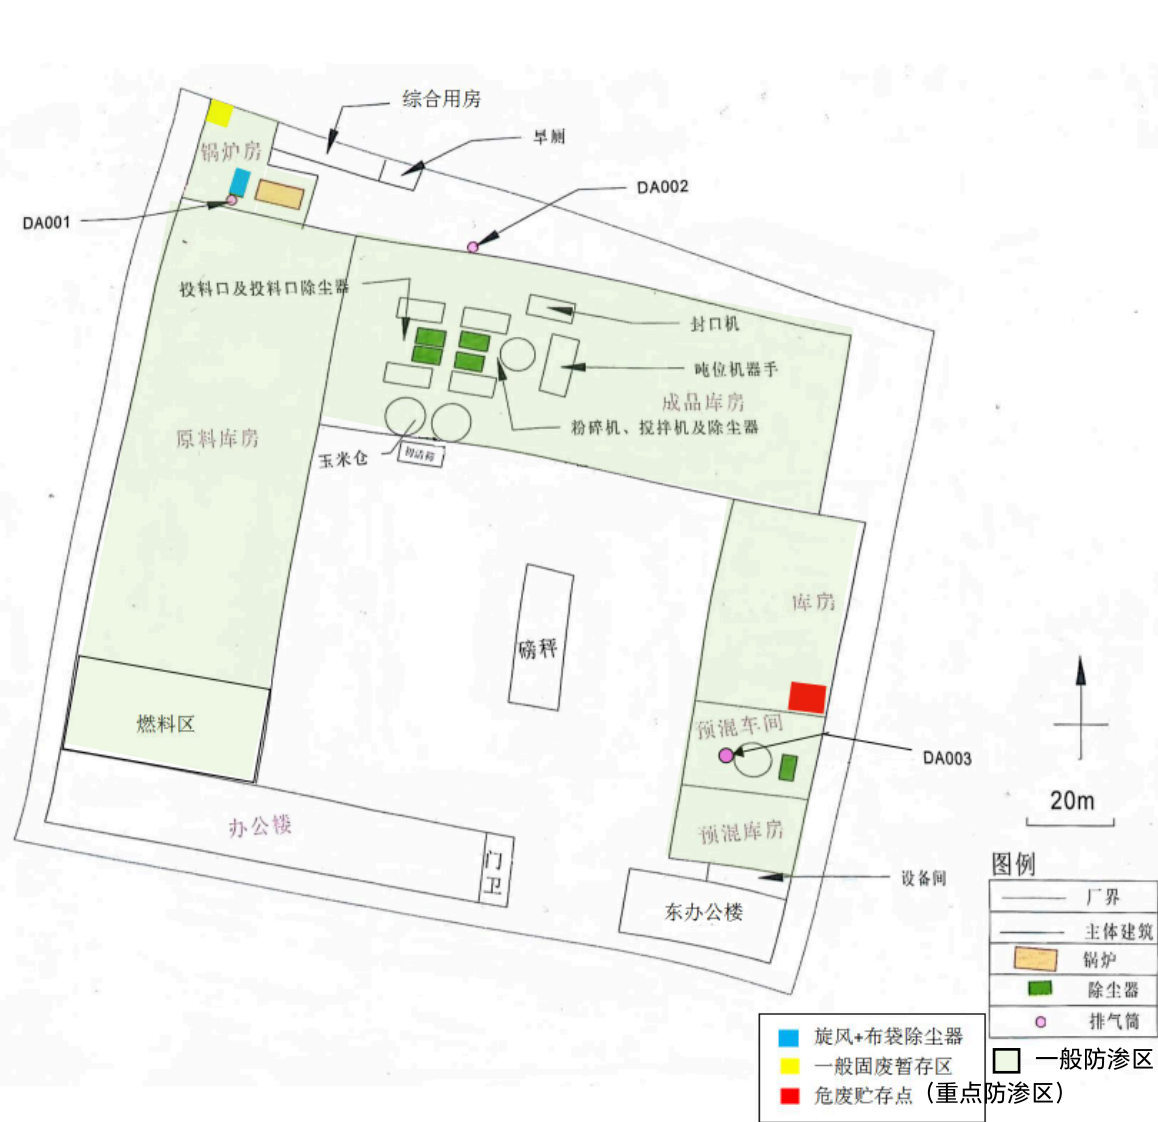 综合用房
旱厕
锅炉房
DA002
DA001
投料口及投料口除尘器
封口机
吨位机器手
成品库房
粉碎机、搅拌机及除尘器
原料库房
玉米仓
初清筛
库房
磅秤
燃料区
预混车间
DA003
20m
办公楼
预混库房
门卫
设备间
东办公楼
图例
厂界
主体建筑
锅炉
除尘器
排气筒
一般防渗区
旋风+布袋除尘器
一般固废暂存区
危废贮存点（重点防渗区）